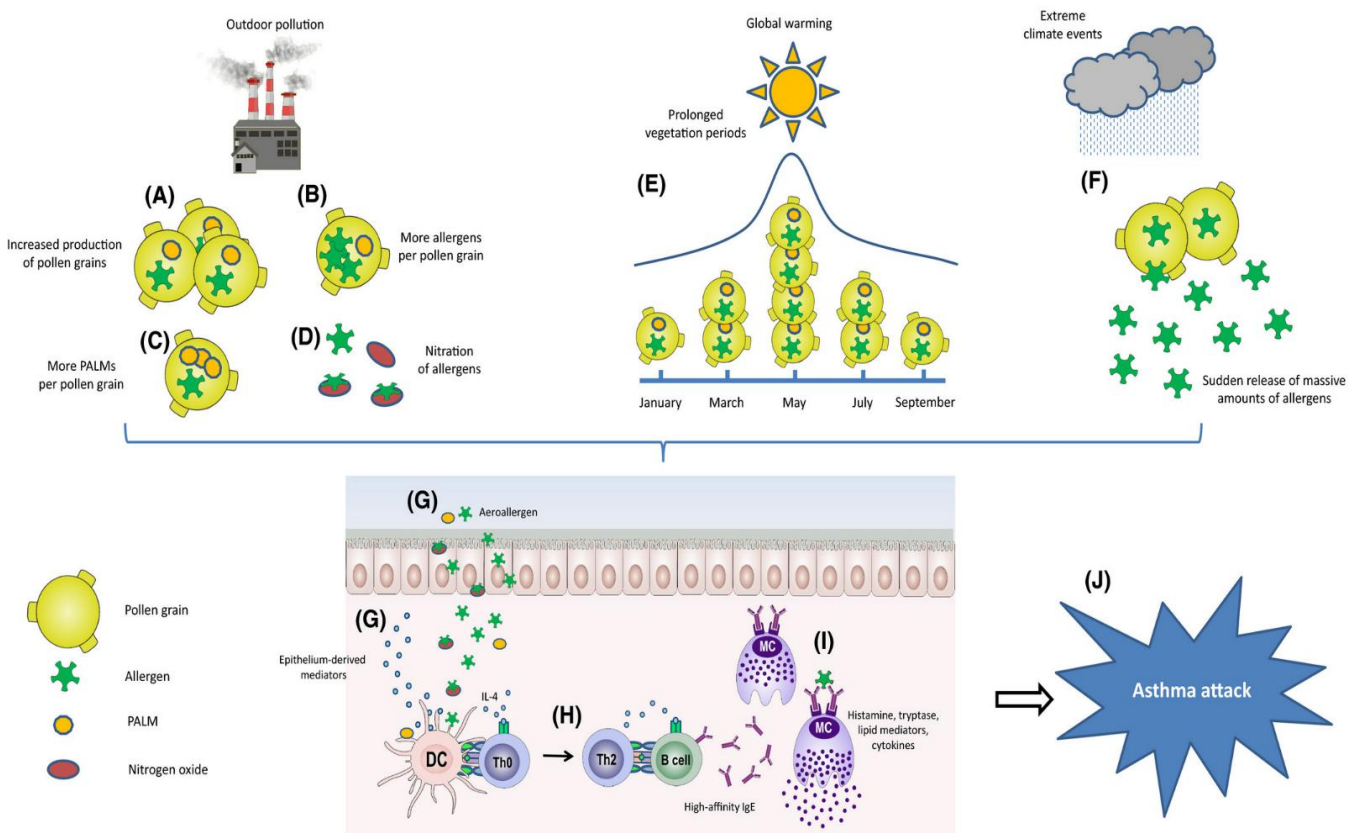 Outdoor pollution
Global warming
Extreme
climate events
Prolonged
vegetation periods
(A)
(B)
(E)
(F)
Increased production
of pollen grains
More allergens
per pollen grain
(C)
(D)
More PALMs
per pollen grain
Nitration
of allergens
January
March
May
July
September
Sudden release of massive
amounts of allergens
(G)
Aeroallergen
Pollen grain
Allergen
PALM
Nitrogen oxide
(G)
Epithelium-derived
mediators
IL-4
DC
Th0
(H)
Th2
B cell
High-affinity IgE
MC
(I)
MC
Histamine, tryptase,
lipid mediators,
cytokines
(J)
Asthma attack